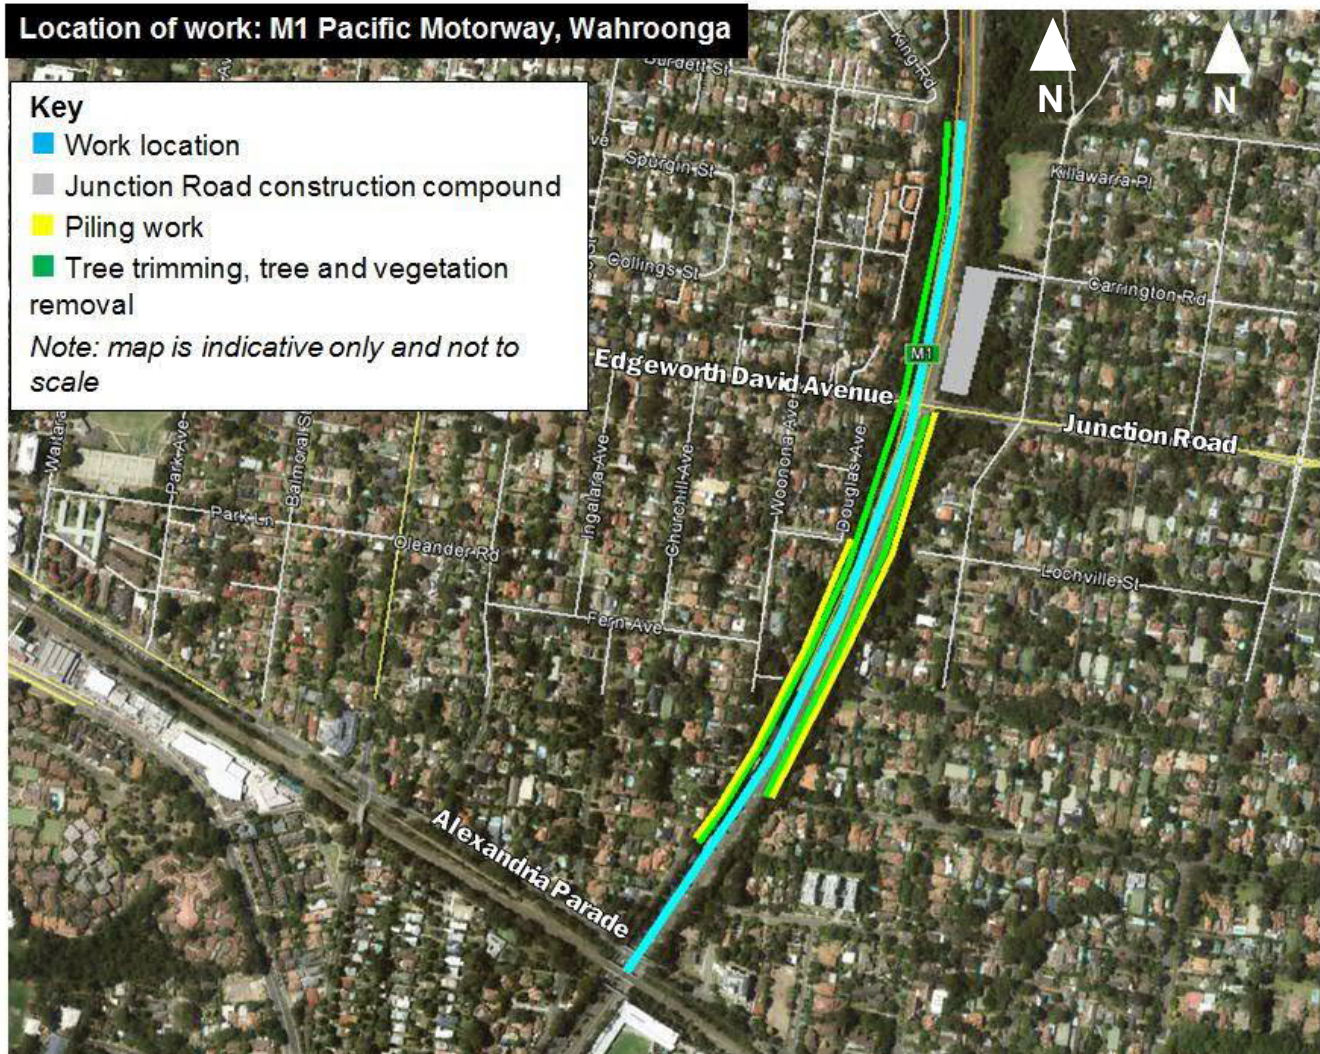 Location of work: M1 Pacific Motorway, Wahroonga
Key
Work location
Junction Road construction compound
Piling work
Tree trimming, tree and vegetation
removal
Note: map is indicative only and not to
scale
N
N
Av
Burdett St
King Rd
ve
Spurgin St
Killawarra Pl
Collings St
Carrington Rd
M1
Edgeworth David Avenue
Junction Road
Waitara
Park Ave
Balmoral St
Ingalara Ave
Churchill Ave
Woonona Ave
Douglas Ave
Park Ln
Oleander Rd
Lochville St
Fern Ave
Alexandria Parade